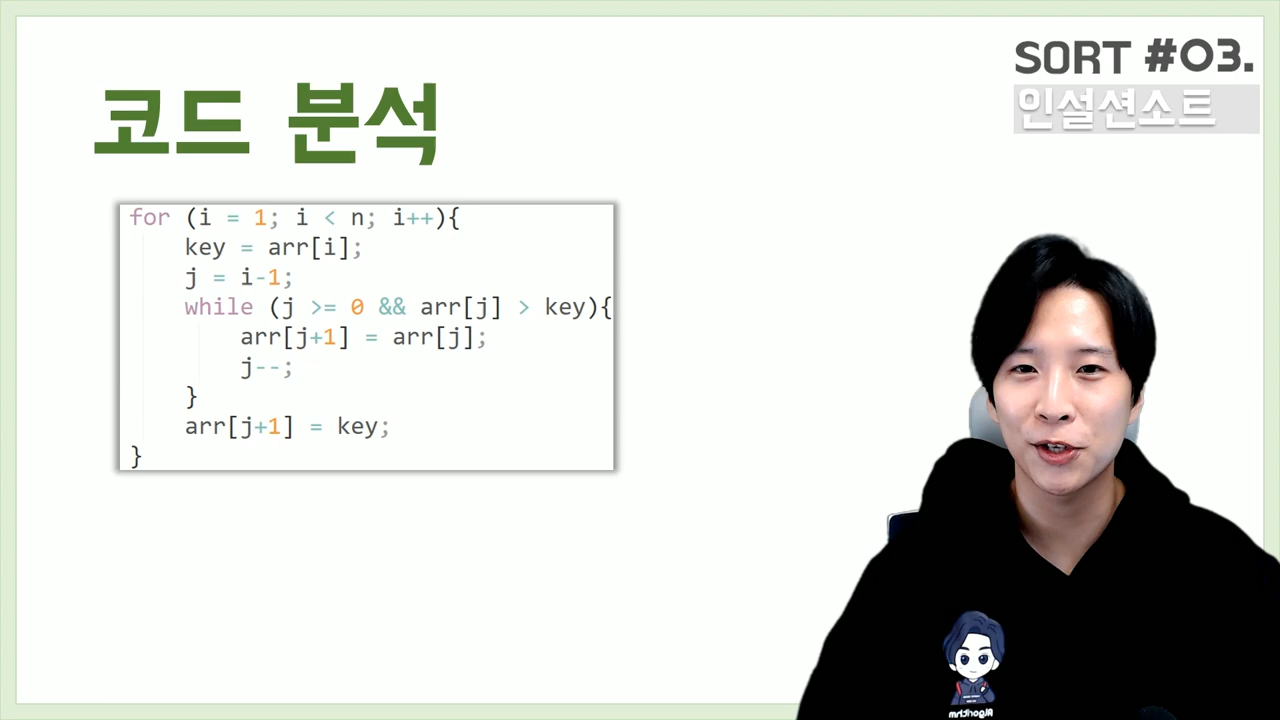 SORT #03.
인설션소트
코드 분석
for (i = 1; i < n; i++){
    key = arr[i];
    j = i-1;
    while (j >= 0 && arr[j] > key){
        arr[j+1] = arr[j];
        j--;
    }
    arr[j+1] = key;
}
Algorithm